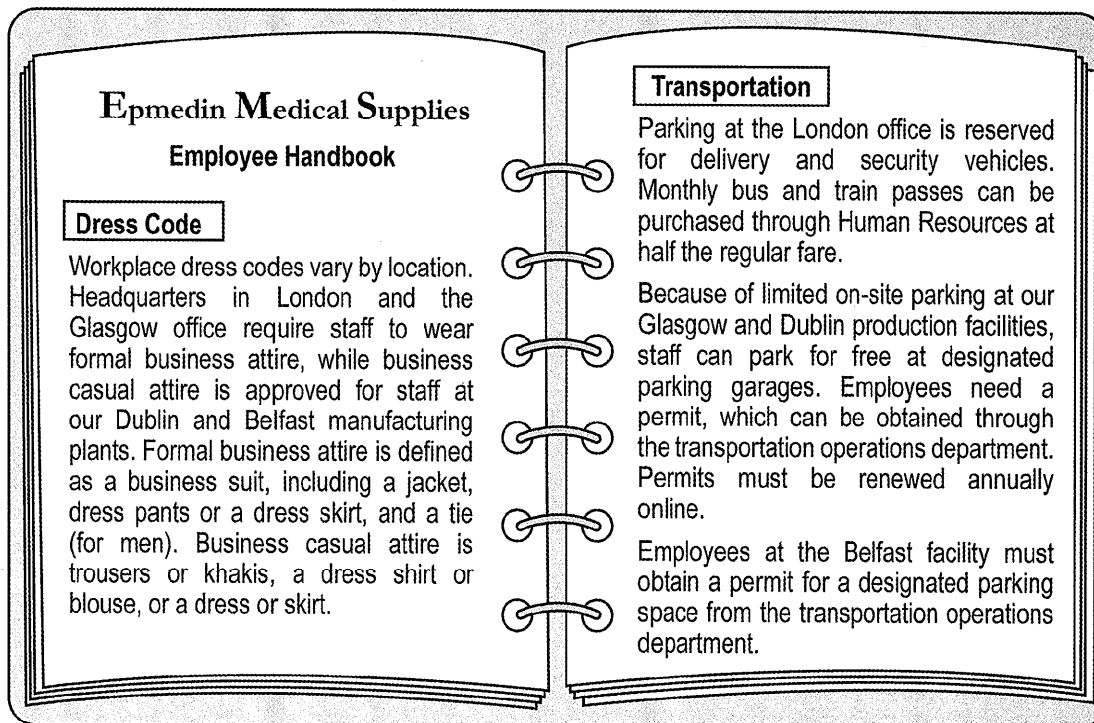 Epmedin Medical Supplies
Employee Handbook
Dress Code
Workplace dress codes vary by location.
Headquarters in London and the
Glasgow office require staff to wear
formal business attire, while business
casual attire is approved for staff at
our Dublin and Belfast manufacturing
plants. Formal business attire is defined
as a business suit, including a jacket,
dress pants or a dress skirt, and a tie
(for men). Business casual attire is
trousers or khakis, a dress shirt or
blouse, or a dress or skirt.
Transportation
Parking at the London office is reserved
for delivery and security vehicles.
Monthly bus and train passes can be
purchased through Human Resources at
half the regular fare.
Because of limited on-site parking at our
Glasgow and Dublin production facilities,
staff can park for free at designated
parking garages. Employees need a
permit, which can be obtained through
the transportation operations department.
Permits must be renewed annually
online.
Employees at the Belfast facility must
obtain a permit for a designated parking
space from the transportation operations
department.